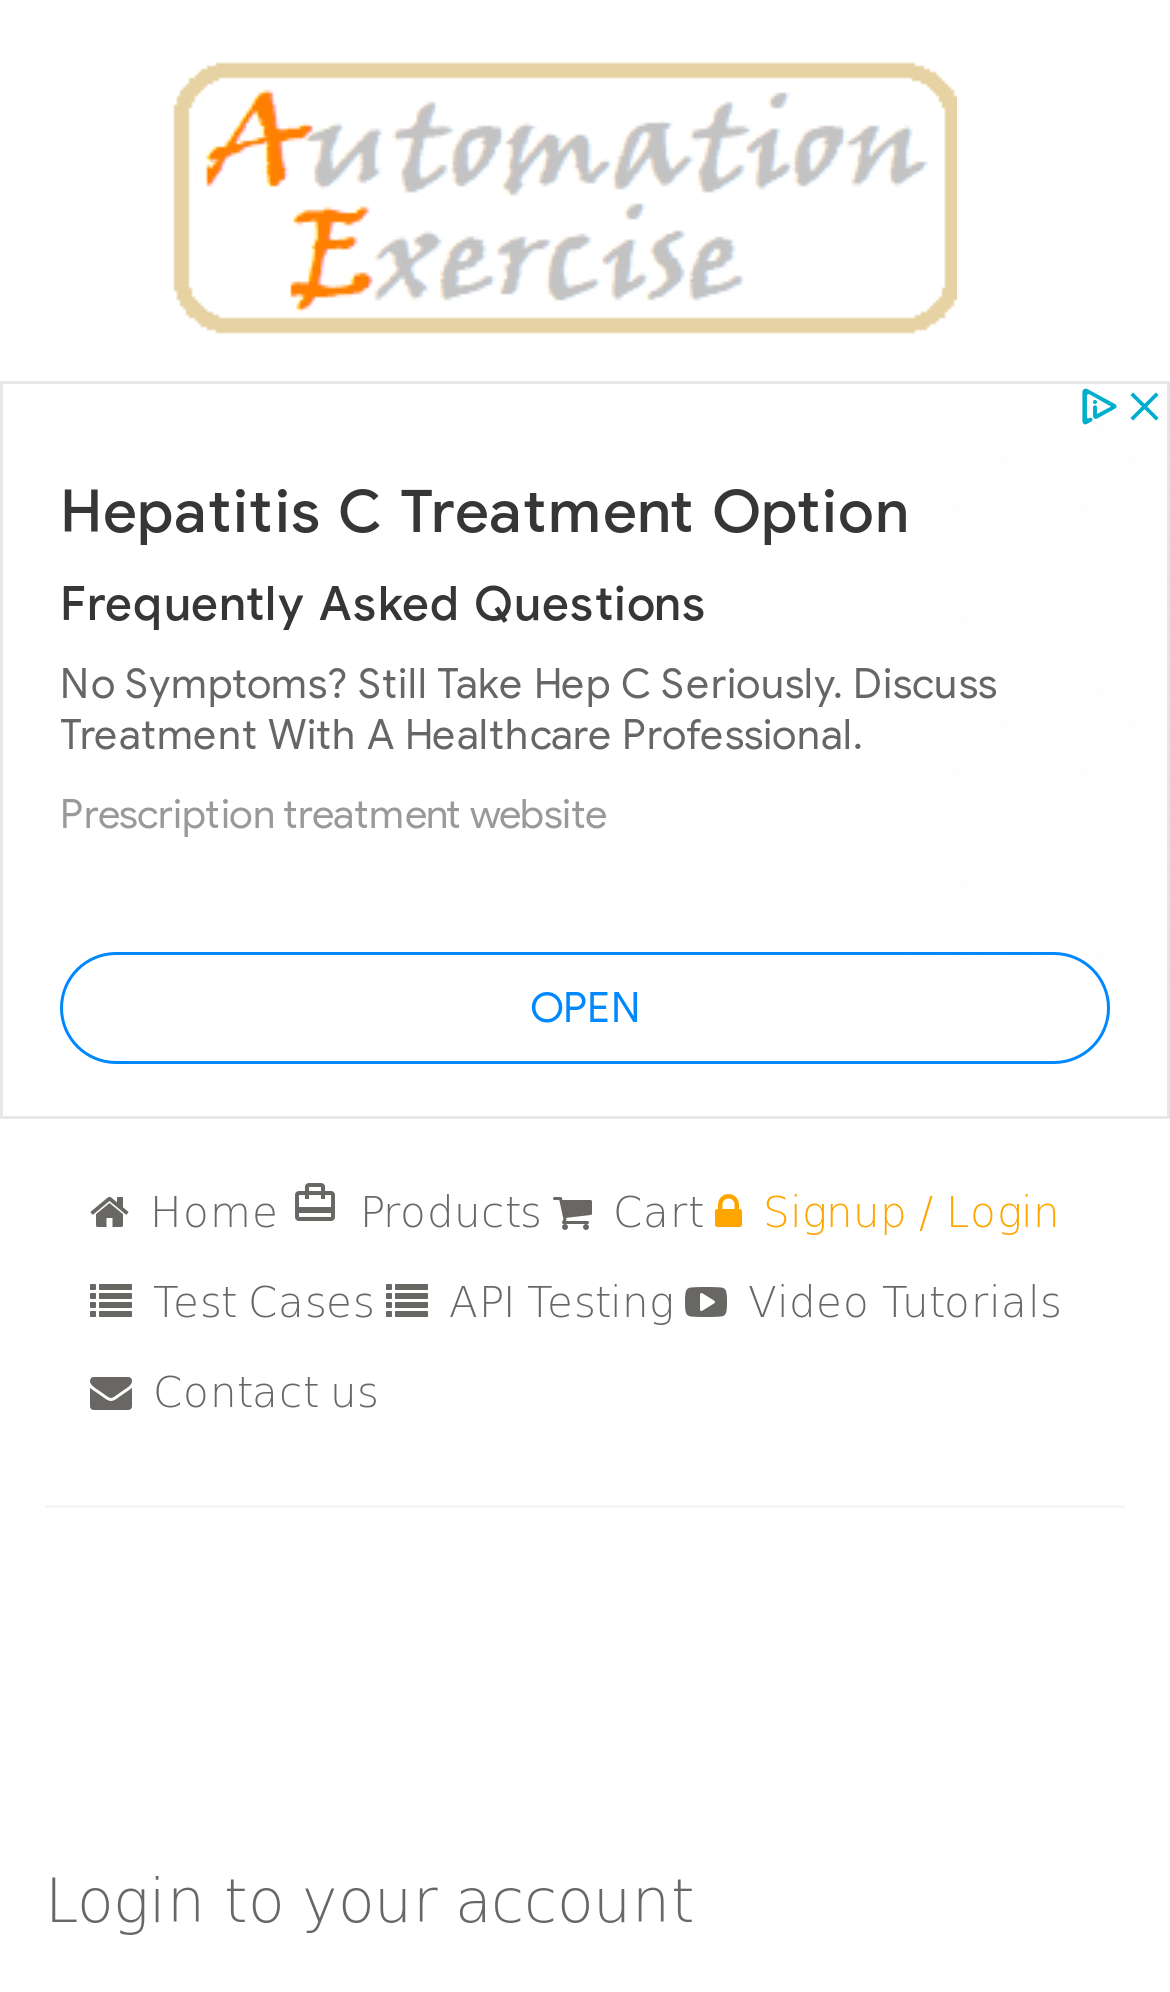 Automation
Exercise
Hepatitis C Treatment Option
Frequently Asked Questions
No Symptoms? Still Take Hep C Seriously. Discuss
Treatment With A Healthcare Professional.
Prescription treatment website
OPEN
Home Products Cart Signup / Login
Test Cases API Testing Video Tutorials
Contact us
Login to your account